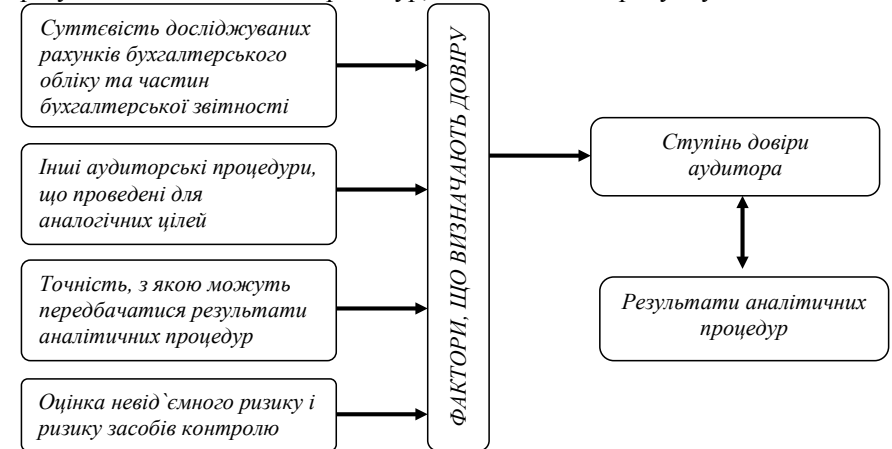 Суттєвість досліджуваних
рахунків бухгалтерського
обліку та частин
бухгалтерської звітності
Інші аудиторські процедури,
що проведені для
аналогічних цілей
Точність, з якою можуть
передбачатися результати
аналітичних процедур
Оцінка невід`ємного ризику і
ризику засобів контролю
ФАКТОРИ, ЩО ВИЗНАЧАЮТЬ ДОВІРУ
Ступінь довіри
аудитора
Результати аналітичних
процедур